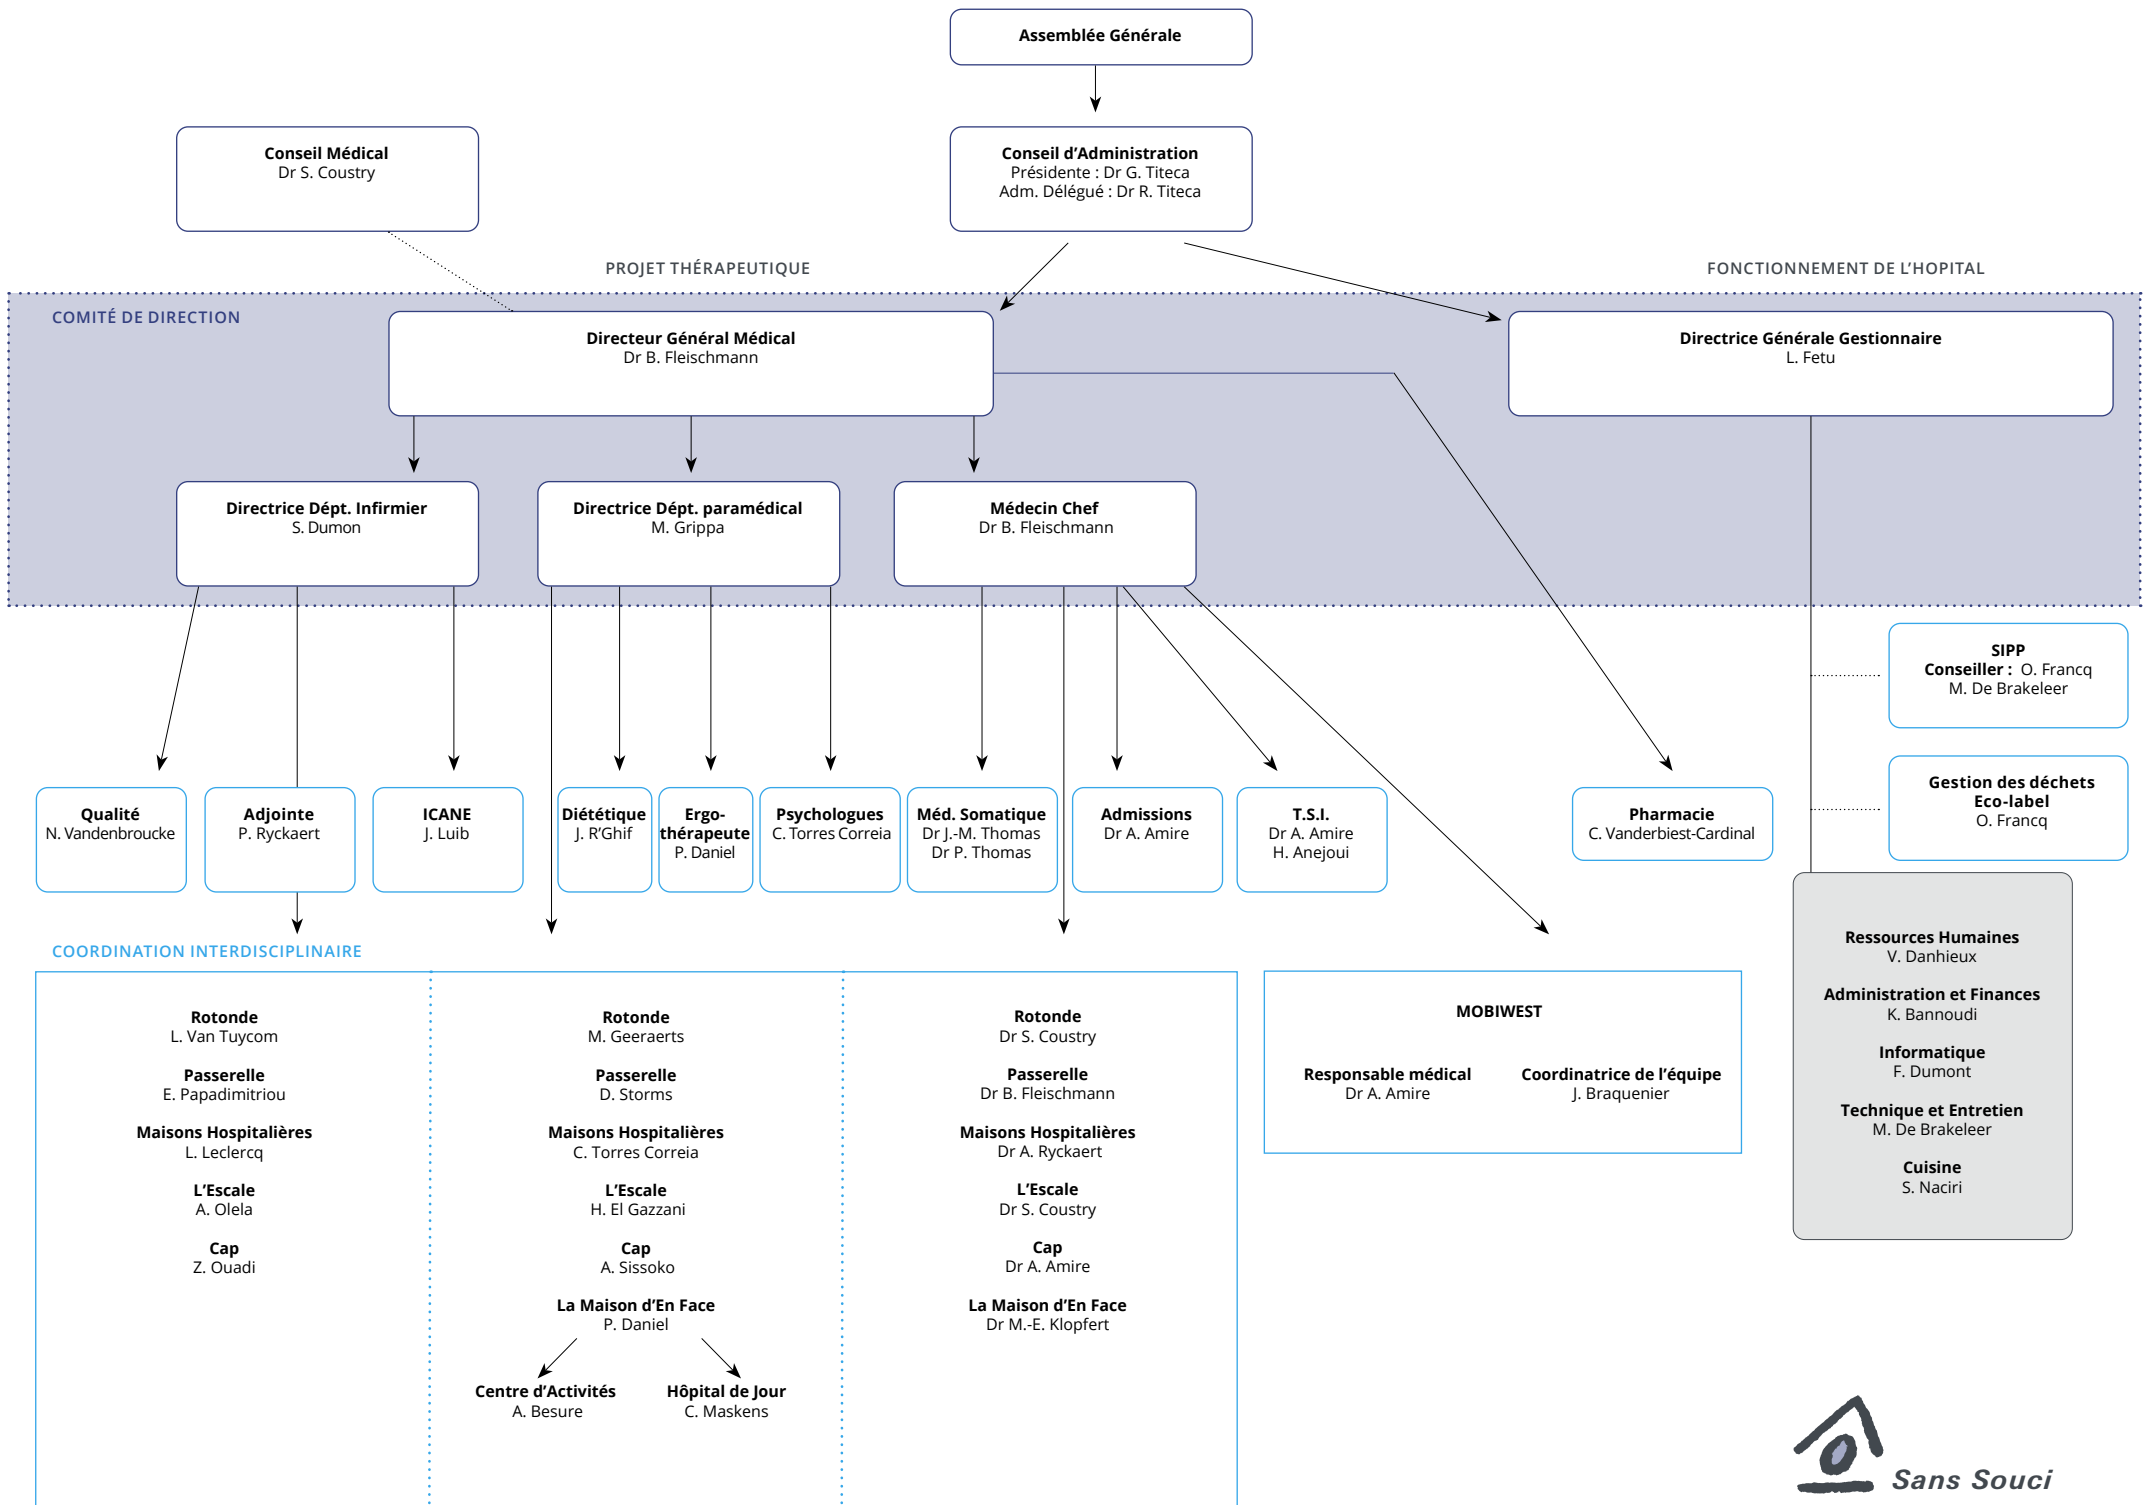 Assemblée Générale
Conseil Médical
Dr S. Coustry
Conseil d’Administration
Présidente : Dr G. Titeca
Adm. Délégué : Dr R. Titeca
PROJET THÉRAPEUTIQUE
FONCTIONNEMENT DE L’HOPITAL
COMITÉ DE DIRECTION
Directeur Général Médical
Dr B. Fleischmann
Directrice Générale Gestionnaire
L. Fetu
Directrice Dépt. Infirmier
S. Dumon
Directrice Dépt. paramédical
M. Grippa
Médecin Chef
Dr B. Fleischmann
SIPP
Conseiller : O. Francq
M. De Brakeleer
Gestion des déchets
Eco-label
O. Francq
Qualité
N. Vandenbroucke
Adjointe
P. Ryckaert
ICANE
J. Luib
Diététique
J. R’Ghif
Ergo-
thérapeute
P. Daniel
Psychologues
C. Torres Correia
Méd. Somatique
Dr J.-M. Thomas
Dr P. Thomas
Admissions
Dr A. Amire
T.S.I.
Dr A. Amire
H. Anejoui
Pharmacie
C. Vanderbiest-Cardinal
COORDINATION INTERDISCIPLINAIRE
Rotonde
L. Van Tuycom
Passerelle
E. Papadimitriou
Maisons Hospitalières
L. Leclercq
L’Escale
A. Olela
Cap
Z. Ouadi
Rotonde
M. Geeraerts
Passerelle
D. Storms
Maisons Hospitalières
C. Torres Correia
L’Escale
H. El Gazzani
Cap
A. Sissoko
La Maison d’En Face
P. Daniel
Centre d’Activités
A. Besure
Hôpital de Jour
C. Maskens
Rotonde
Dr S. Coustry
Passerelle
Dr B. Fleischmann
Maisons Hospitalières
Dr A. Ryckaert
L’Escale
Dr S. Coustry
Cap
Dr A. Amire
La Maison d’En Face
Dr M.-E. Klopfert
MOBIWEST
Responsable médical
Dr A. Amire
Coordinatrice de l’équipe
J. Braquenier
Ressources Humaines
V. Danhieux
Administration et Finances
K. Bannoudi
Informatique
F. Dumont
Technique et Entretien
M. De Brakeleer
Cuisine
S. Naciri
Sans Souci